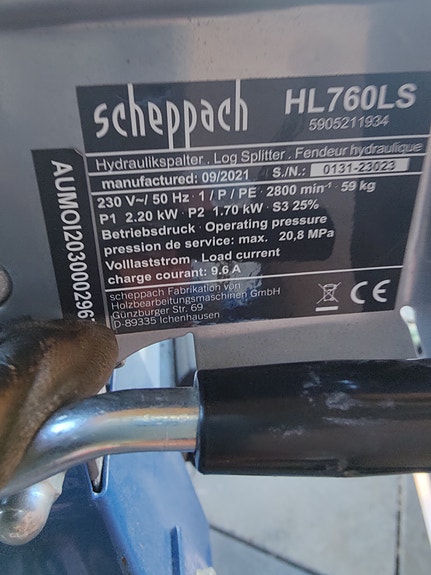 scheppach
HL760LS
5905211934
Hydraulikspalter . Log Splitter . Fendeur hydraulique
manufactured: 09/2021 S./N.: 0131-23023
230 V~/ 50 Hz · 1 / P / PE · 2800 min⁻¹ · 59 kg
P1 2.20 kW · P2 1.70 kW · S3 25%
Betriebsdruck · Operating pressure
pression de service: max. 20,8 MPa
Volllaststrom . Load current
charge courant: 9.6 A
scheppach Fabrikation von
Holzbearbeitungsmaschinen GmbH
Günzburger Str. 69
D-89335 Ichenhausen
CE